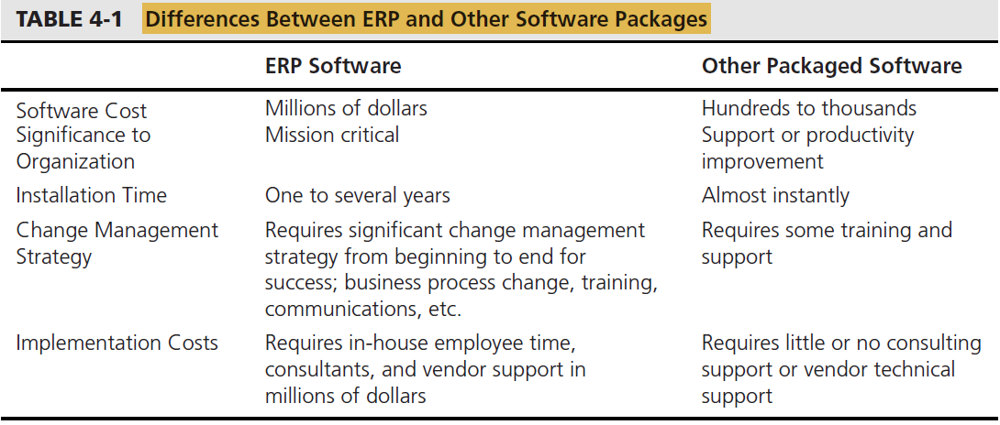 TABLE 4-1 Differences Between ERP and Other Software Packages
ERP Software Other Packaged Software
Software Cost Millions of dollars Hundreds to thousands
Significance to Mission critical Support or productivity
Organization improvement
Installation Time One to several years Almost instantly
Change Management Requires significant change management Requires some training and
Strategy strategy from beginning to end for support
success; business process change, training,
communications, etc.
Implementation Costs Requires in-house employee time, Requires little or no consulting
consultants, and vendor support in support or vendor technical
millions of dollars support